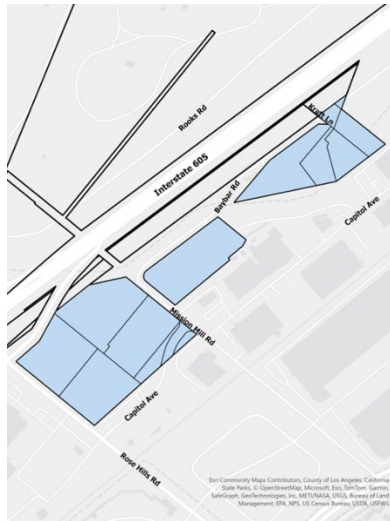 Rooks Rd
Kraft Ln
Interstate 605
Baybar Rd
Capitol Ave
Mission Mill Rd
Capitol Ave
Rose Hills Rd
Esri Community Maps Contributors, County of Los Angeles, California
State Parks, © OpenStreetMap, Microsoft, Esri, TomTom, Garmin,
SafeGraph, GeoTechnologies, Inc, METI/NASA, USGS, Bureau of Land
Management, EPA, NPS, US Census Bureau, USDA, USFWS